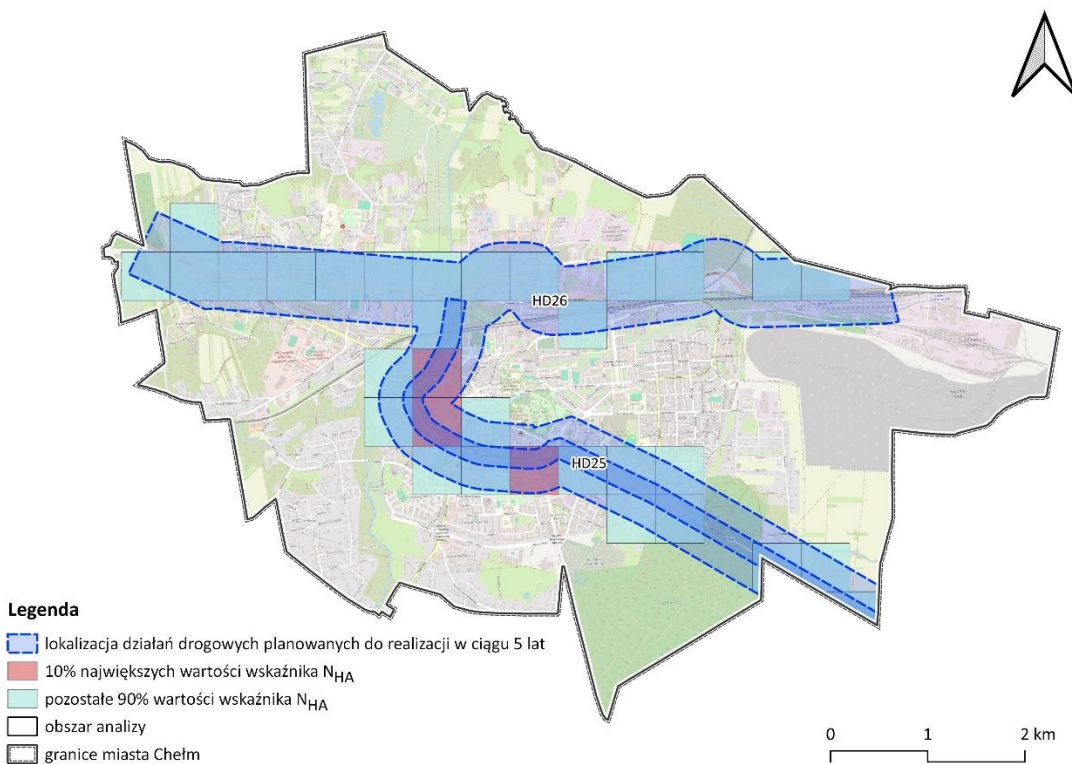 HD26
HD25
Legenda
lokalizacja działań drogowych planowanych do realizacji w ciągu 5 lat
10% największych wartości wskaźnika NHA
pozostałe 90% wartości wskaźnika NHA
obszar analizy
granice miasta Chełm
0 1 2 km